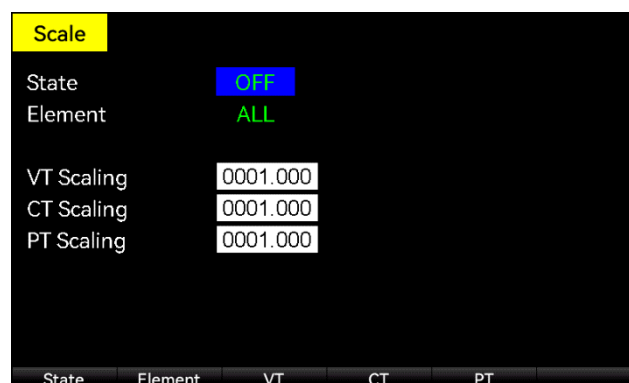 Scale
State OFF
Element ALL
VT Scaling 0001.000
CT Scaling 0001.000
PT Scaling 0001.000
State Element VT CT PT